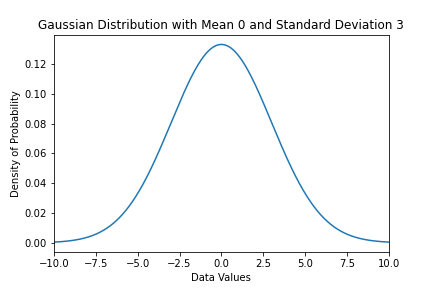 Gaussian Distribution with Mean 0 and Standard Deviation 3
Density of Probability
0.12
0.10
0.08
0.06
0.04
0.02
0.00
−10.0 −7.5 −5.0 −2.5 0.0 2.5 5.0 7.5 10.0
Data Values